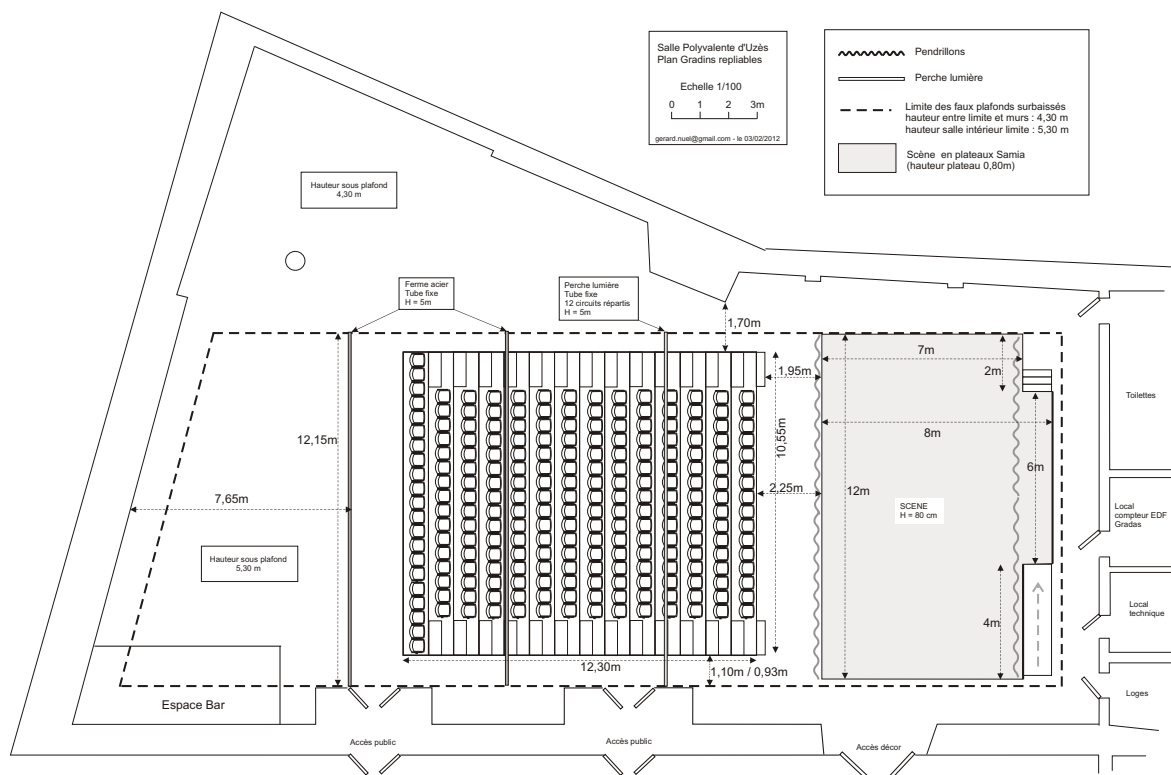 Salle Polyvalente d'Uzès
Plan Gradins repliables
Echelle 1/100
0 1 2 3m
gerard.nuel@gmail.com - le 03/02/2012
Pendrillons
Perche lumière
Limite des faux plafonds surbaissés
hauteur entre limite et murs : 4,30 m
hauteur salle intérieur limite : 5,30 m
Scène en plateaux Samia
(hauteur plateau 0,80m)
Hauteur sous plafond
4,30 m
Ferme acier
Tube fixe
H = 5m
Perche lumière
Tube fixe
12 circuits répartis
H = 5m
1,70m
7m
2m
1,95m
Toilettes
12,15m
10,55m
8m
6m
7,65m
2,25m
12m
SCENE
H = 80 cm
Local
compteur EDF
Gradas
Hauteur sous plafond
5,30 m
Local
technique
4m
12,30m
1,10m / 0,93m
Loges
Espace Bar
Accès public
Accès public
Accès décor